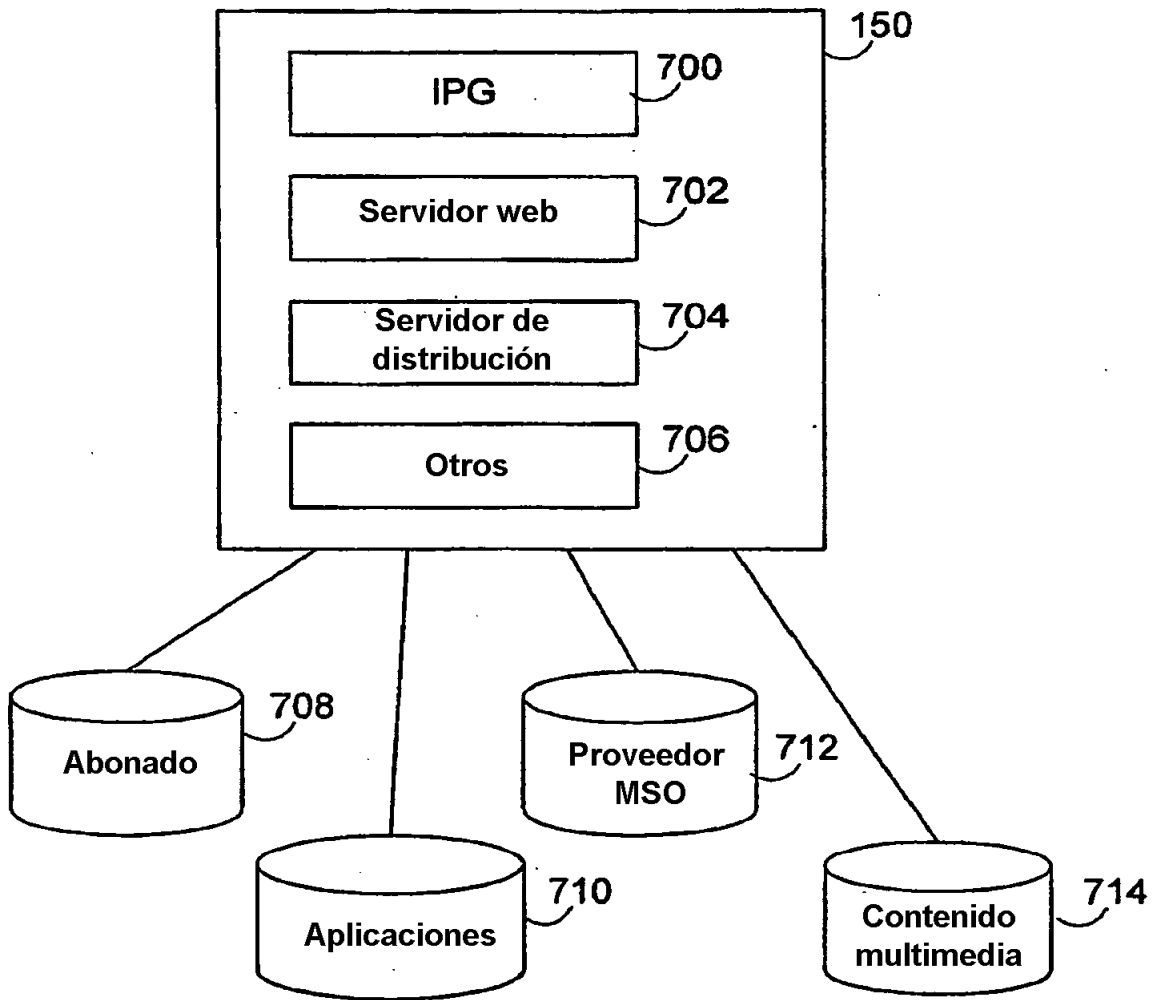 150
IPG
700
Servidor web
702
Servidor de
distribución
704
Otros
706
Abonado
708
Proveedor
MSO
712
Aplicaciones
710
Contenido
multimedia
714